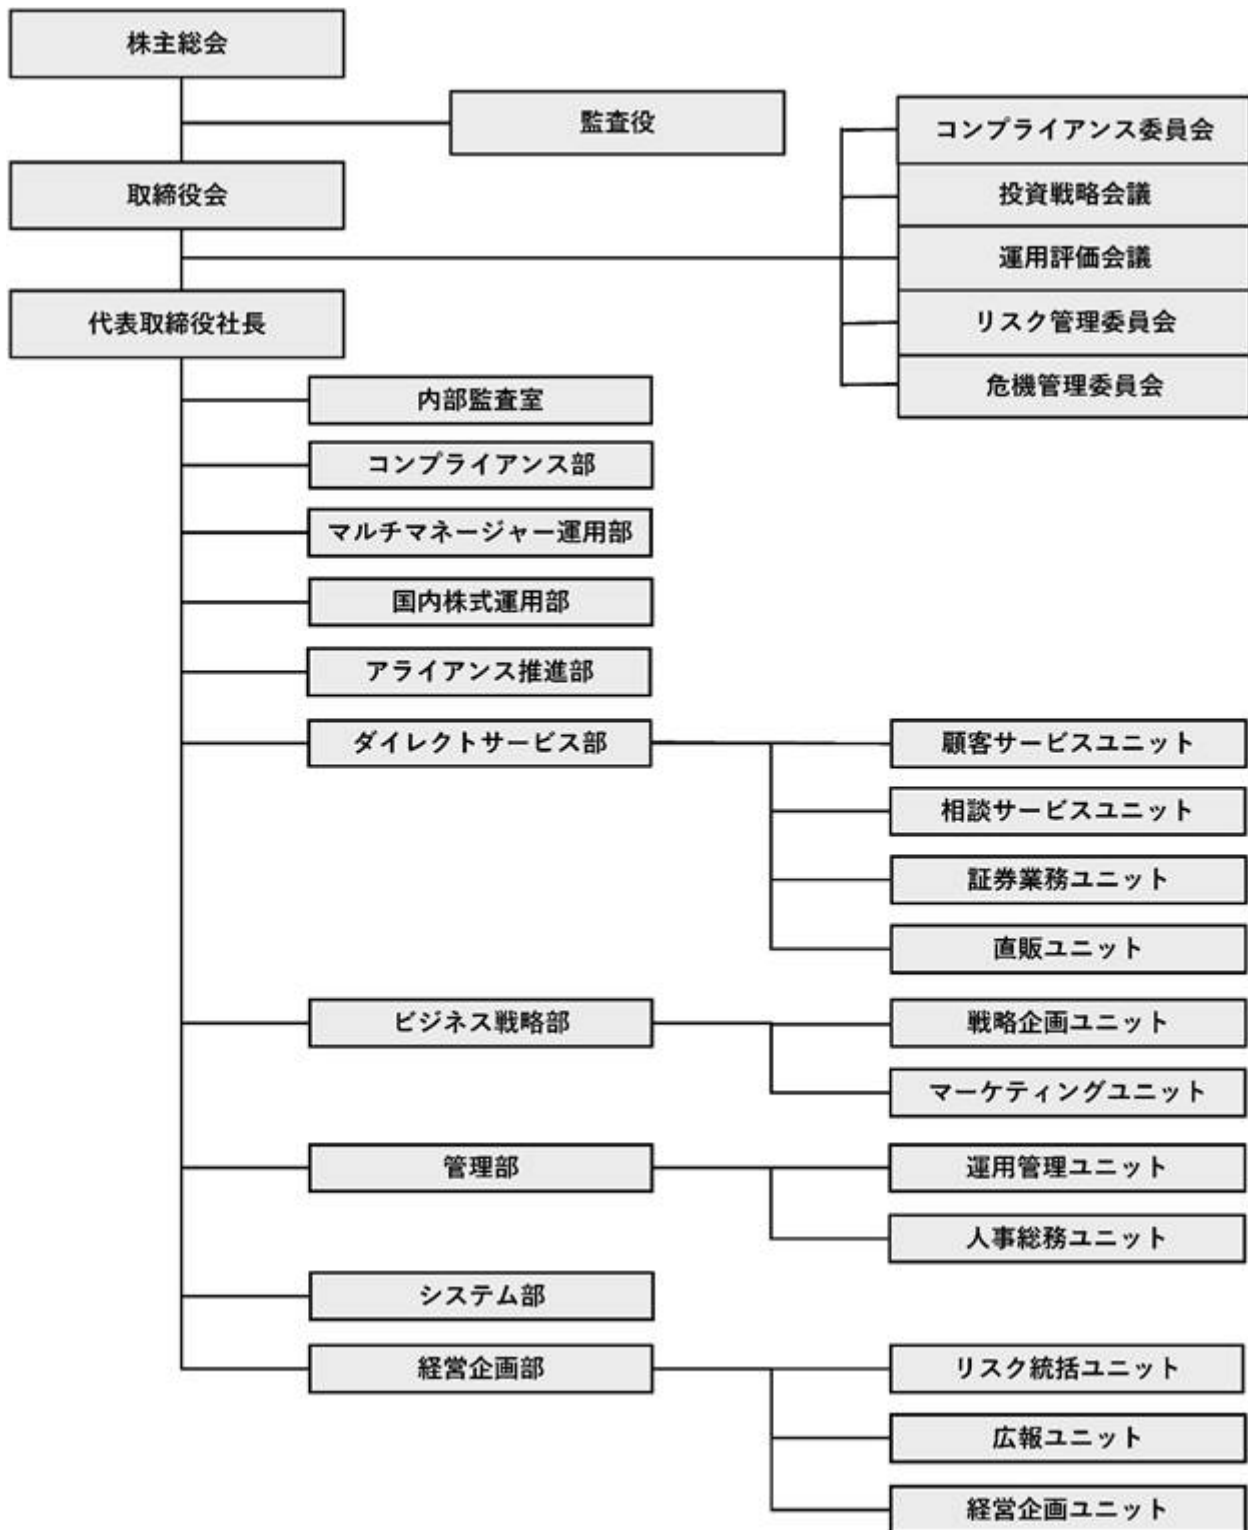 株主総会
監査役
コンプライアンス委員会
取締役会
投資戦略会議
運用評価会議
代表取締役社長
リスク管理委員会
危機管理委員会
内部監査室
コンプライアンス部
マルチマネージャー運用部
国内株式運用部
アライアンス推進部
ダイレクトサービス部
顧客サービスユニット
相談サービスユニット
証券業務ユニット
直販ユニット
ビジネス戦略部
戦略企画ユニット
マーケティングユニット
管理部
運用管理ユニット
人事総務ユニット
システム部
経営企画部
リスク統括ユニット
広報ユニット
経営企画ユニット